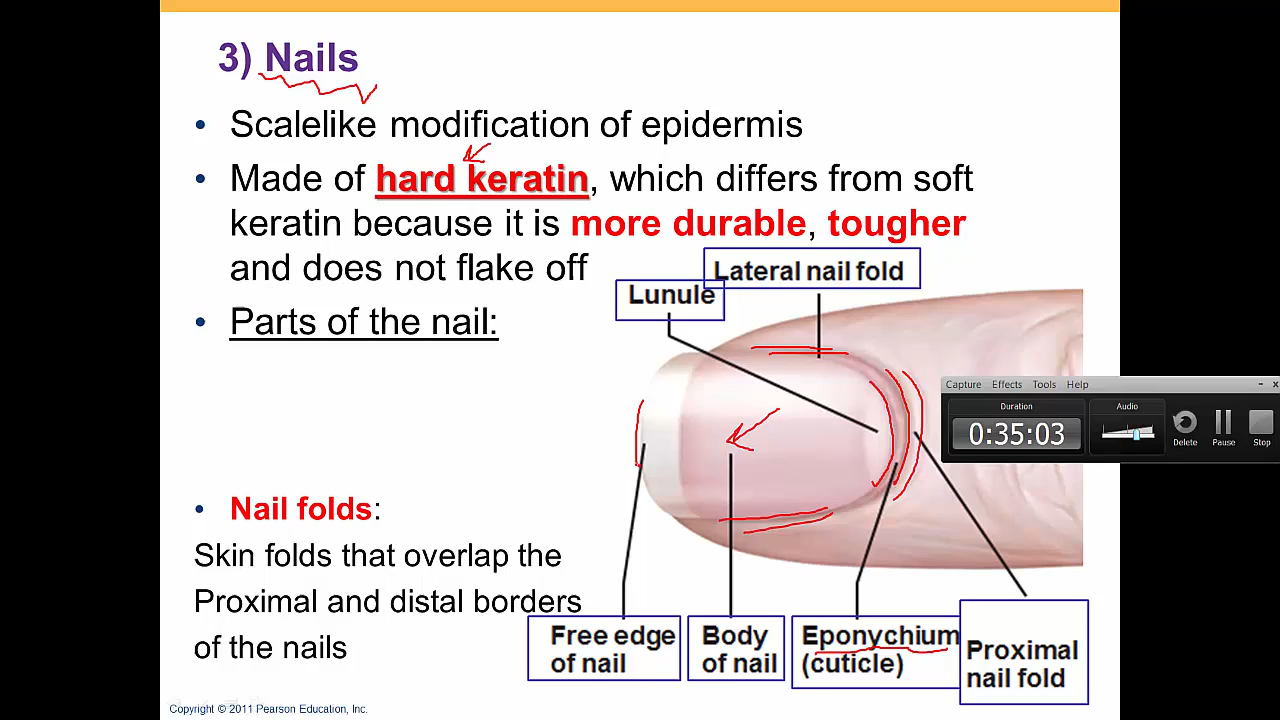 3) Nails
• Scalelike modification of epidermis
• Made of hard keratin, which differs from soft
keratin because it is more durable, tougher
and does not flake off
• Parts of the nail:
Lateral nail fold
Lunule
Capture Effects Tools Help
Duration
Audio
0:35:03
Delete Pause Stop
• Nail folds:
Skin folds that overlap the
Proximal and distal borders
of the nails
Free edge
of nail
Body
of nail
Eponychium
(cuticle)
Proximal
nail fold
Copyright © 2011 Pearson Education, Inc.